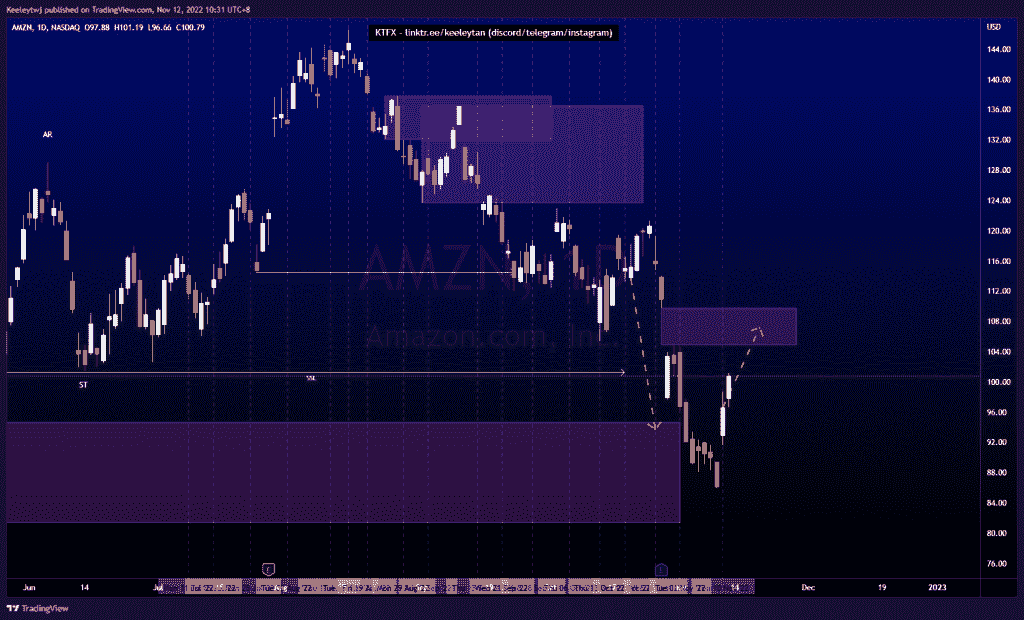 Keeleytwj published on TradingView.com, Nov 12, 2022 10:31 UTC+8
AMZN, 1D, NASDAQ O97.88 H101.19 L96.66 C100.79
KTFX - linktr.ee/keeleytan (discord/telegram/instagram)
USD
144.00
140.00
136.00
132.00
128.00
124.00
120.00
116.00
112.00
108.00
104.00
100.00
96.00
92.00
88.00
84.00
80.00
76.00
AR
ST
AMZN, 1D
Amazon.com, Inc.
Jun 14 Jul 14 Dec 19 2023
TradingView